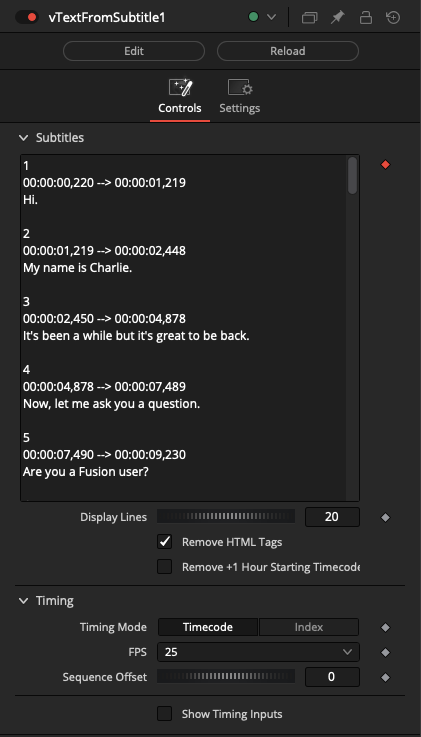 vTextFromSubtitle1
Edit Reload
Controls Settings
Subtitles
1
00:00:00,220 --> 00:00:01,219
Hi.
2
00:00:01,219 --> 00:00:02,448
My name is Charlie.
3
00:00:02,450 --> 00:00:04,878
It's been a while but it's great to be back.
4
00:00:04,878 --> 00:00:07,489
Now, let me ask you a question.
5
00:00:07,490 --> 00:00:09,230
Are you a Fusion user?
Display Lines 20
Remove HTML Tags
Remove +1 Hour Starting Timecode
Timing
Timing Mode Timecode Index
FPS 25
Sequence Offset 0
Show Timing Inputs